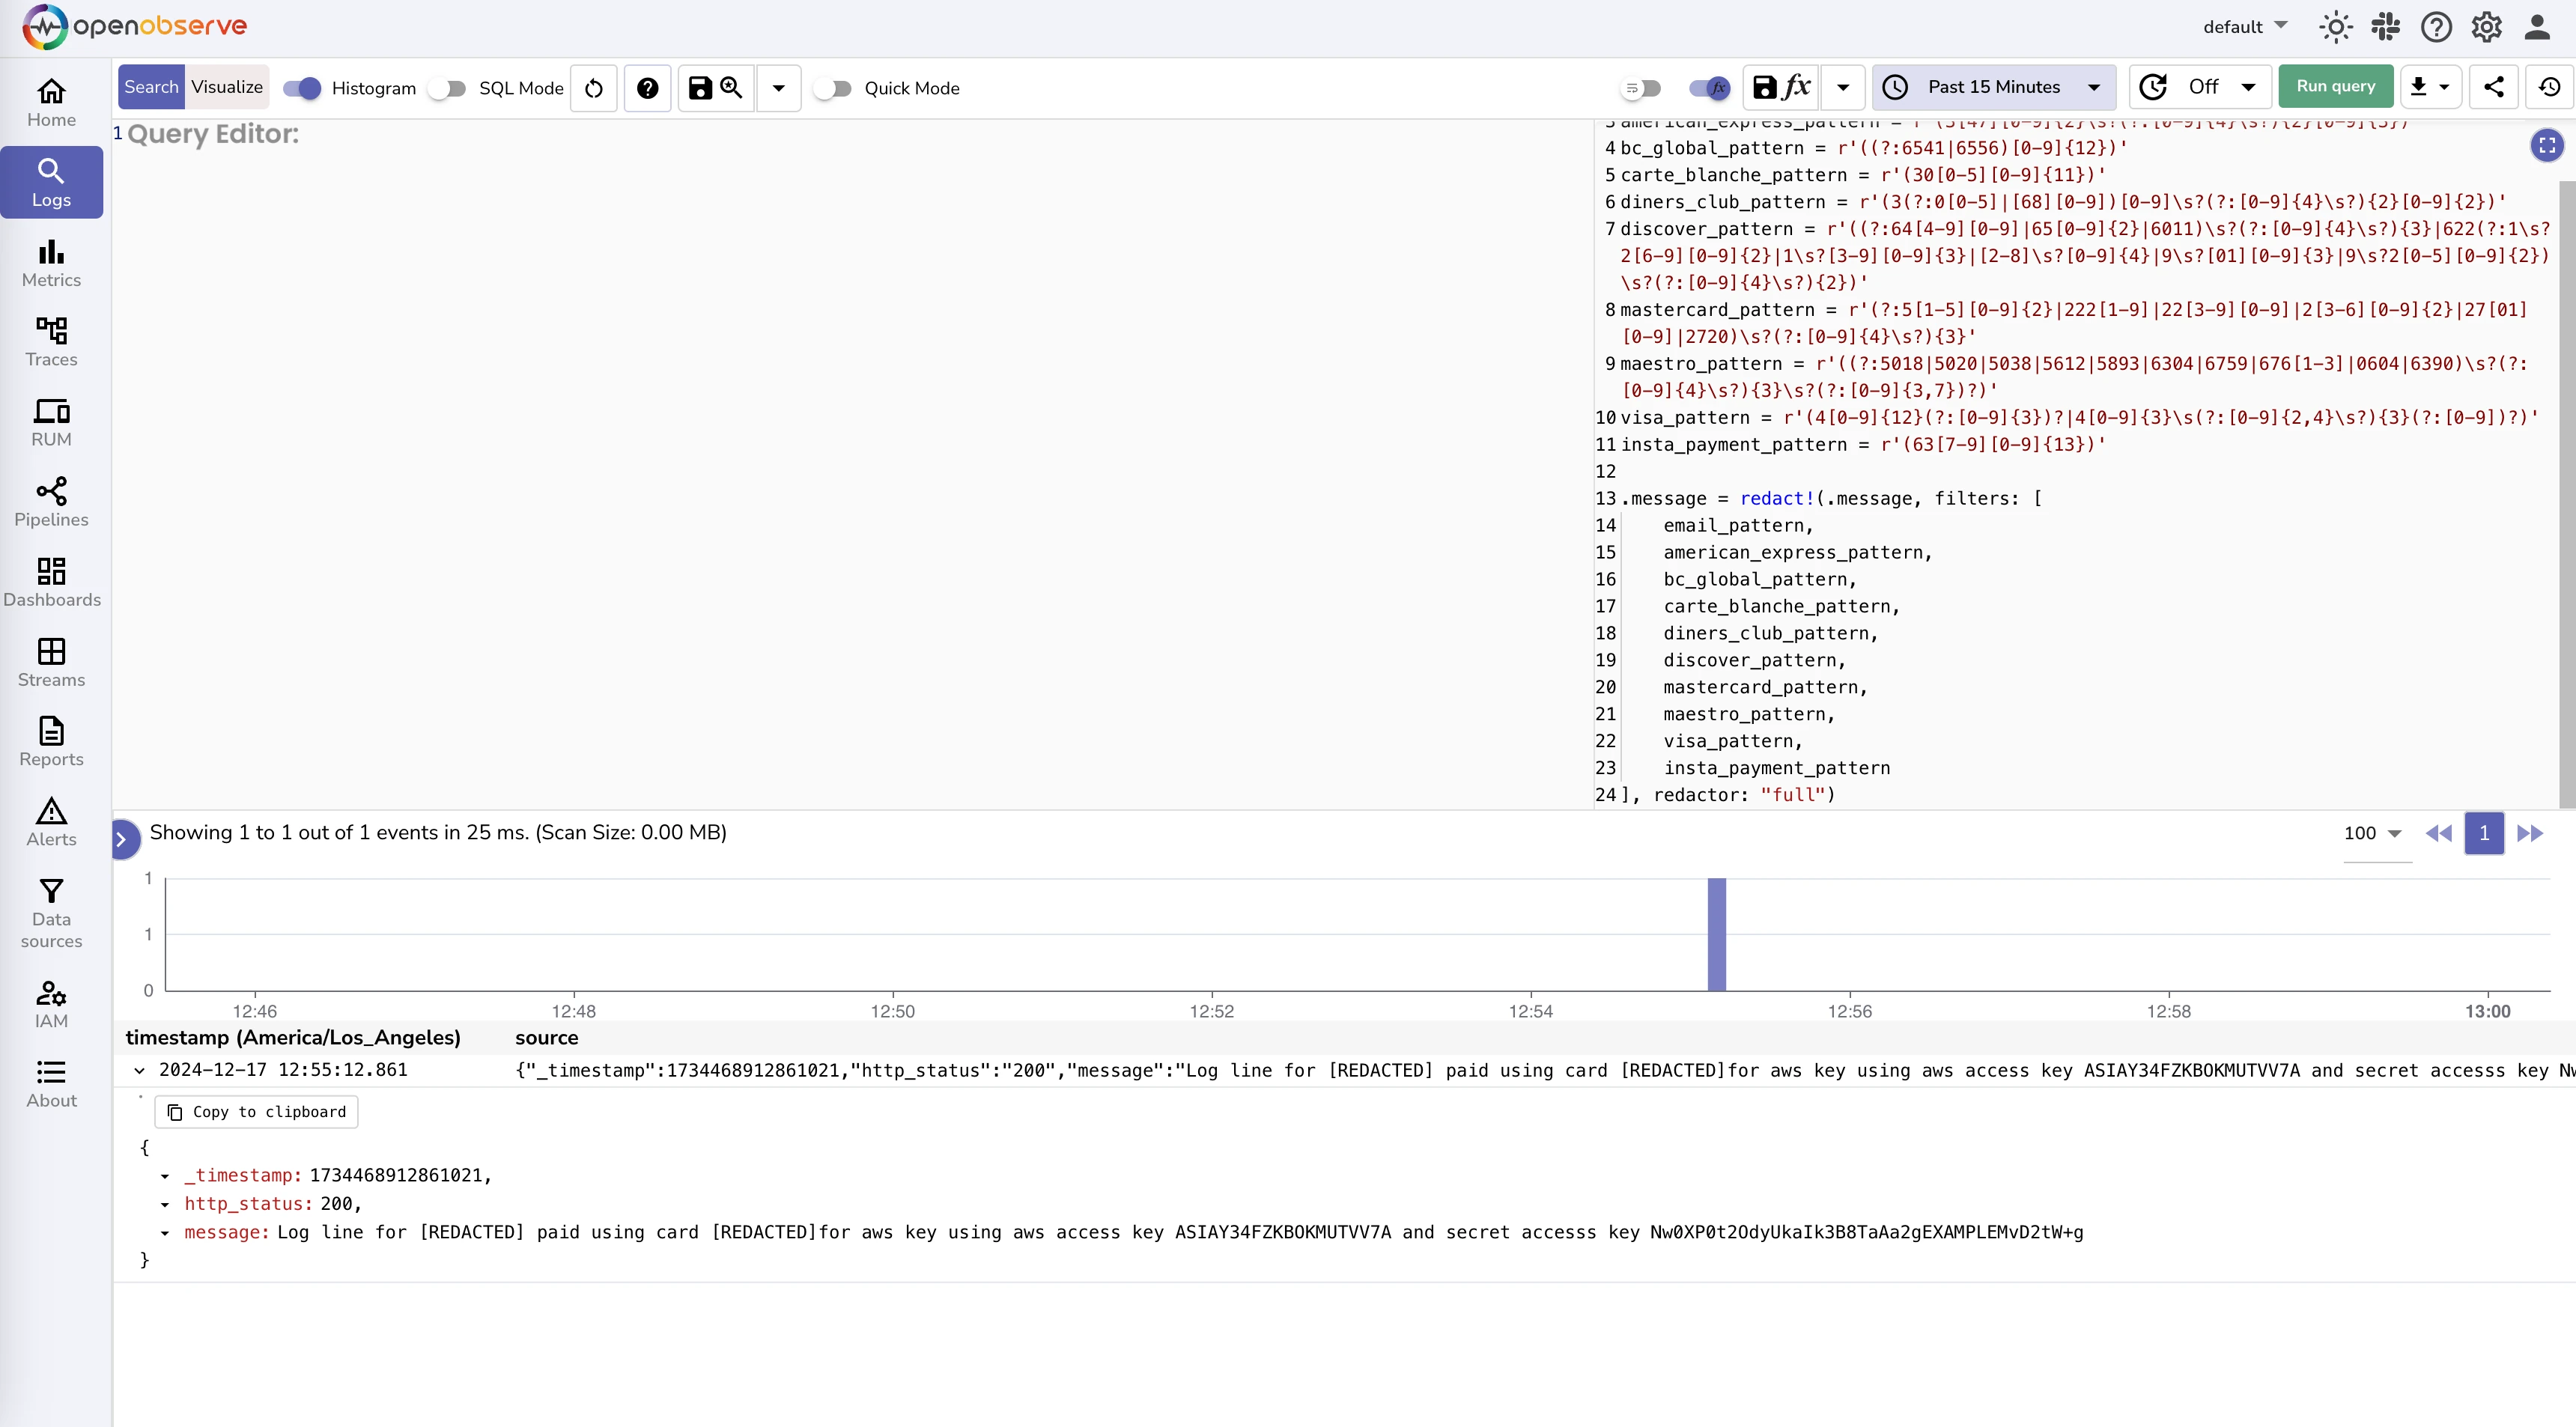 openobserve
default
Home
Logs
Metrics
Traces
RUM
Pipelines
Dashboards
Streams
Reports
Alerts
Data
sources
IAM
About
Search Visualize Histogram SQL Mode Quick Mode fx fx Past 15 Minutes Off Run query
1 Query Editor:
3 american_express_pattern = r'(3[47][0-9]{2}\s?(?:[0-9]{4}\s?){2}[0-9]{3})'
4 bc_global_pattern = r'((?:6541|6556)[0-9]{12})'
5 carte_blanche_pattern = r'(30[0-5][0-9]{11})'
6 diners_club_pattern = r'(3(?:0[0-5]|[68][0-9])[0-9]\s?(?:[0-9]{4}\s?){2}[0-9]{2})'
7 discover_pattern = r'((?:64[4-9][0-9]|65[0-9]{2}|6011)\s?(?:[0-9]{4}\s?){3}|622(?:1\s?
2[6-9][0-9]{2}|1\s?[3-9][0-9]{3}|[2-8]\s?[0-9]{4}|9\s?[01][0-9]{3}|9\s?2[0-5][0-9]{2})
\s?(?:[0-9]{4}\s?){2})'
8 mastercard_pattern = r'(?:5[1-5][0-9]{2}|222[1-9]|22[3-9][0-9]|2[3-6][0-9]{2}|27[01]
[0-9]|2720)\s?(?:[0-9]{4}\s?){3}'
9 maestro_pattern = r'((?:5018|5020|5038|5612|5893|6304|6759|676[1-3]|0604|6390)\s?(?:
[0-9]{4}\s?){3}\s?(?:[0-9]{3,7})?)'
10 visa_pattern = r'(4[0-9]{12}(?:[0-9]{3})?|4[0-9]{3}\s(?:[0-9]{2,4}\s?){3}(?:[0-9])?)'
11 insta_payment_pattern = r'(63[7-9][0-9]{13})'
12
13 .message = redact!(.message, filters: [
14 email_pattern,
15 american_express_pattern,
16 bc_global_pattern,
17 carte_blanche_pattern,
18 diners_club_pattern,
19 discover_pattern,
20 mastercard_pattern,
21 maestro_pattern,
22 visa_pattern,
23 insta_payment_pattern
24 ], redactor: "full")
Showing 1 to 1 out of 1 events in 25 ms. (Scan Size: 0.00 MB)
100 1
1
1
0
12:46 12:48 12:50 12:52 12:54 12:56 12:58 13:00
timestamp (America/Los_Angeles) source
2024-12-17 12:55:12.861 {"_timestamp":1734468912861021,"http_status":"200","message":"Log line for [REDACTED] paid using card [REDACTED]for aws key using aws access key ASIAY34FZKBOKMUTVV7A and secret accesss key Nw
Copy to clipboard
{
_timestamp: 1734468912861021,
http_status: 200,
message: Log line for [REDACTED] paid using card [REDACTED]for aws key using aws access key ASIAY34FZKBOKMUTVV7A and secret accesss key Nw0XP0t2OdyUkaIk3B8TaAa2gEXAMPLEMvD2tW+g
}